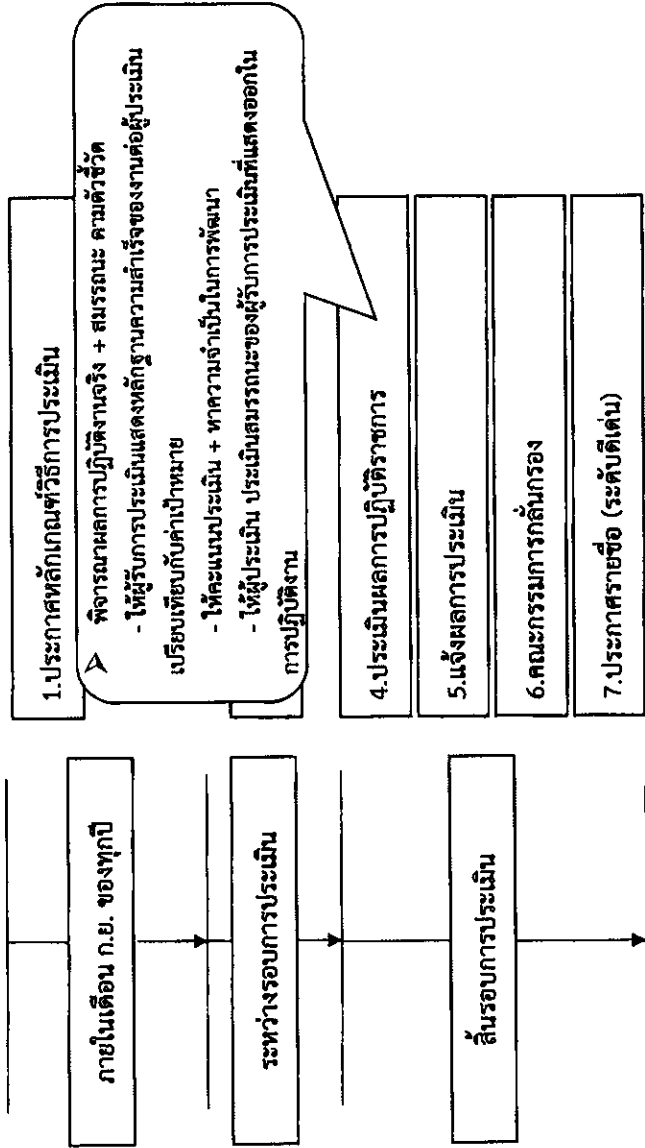 ภายในเดือน ก.ย. ของทุกปี
ระหว่างรอบการประเมิน
สิ้นรอบการประเมิน
1.ประกาศหลักเกณฑ์วิธีการประเมิน
➢ พิจารณาผลการปฏิบัติงานจริง + สมรรถนะ ตามตัวชี้วัด
- ให้ผู้รับการประเมินแสดงหลักฐานความสำเร็จของงานต่อผู้ประเมิน
เปรียบเทียบกับค่าเป้าหมาย
- ให้คะแนนประเมิน + หาความจำเป็นในการพัฒนา
- ให้ผู้ประเมิน ประเมินสมรรถนะของผู้รับการประเมินที่แสดงออกใน
การปฏิบัติงาน
4.ประเมินผลการปฏิบัติราชการ
5.แจ้งผลการประเมิน
6.คณะกรรมการกลั่นกรอง
7.ประกาศรายชื่อ (ระดับดีเด่น)